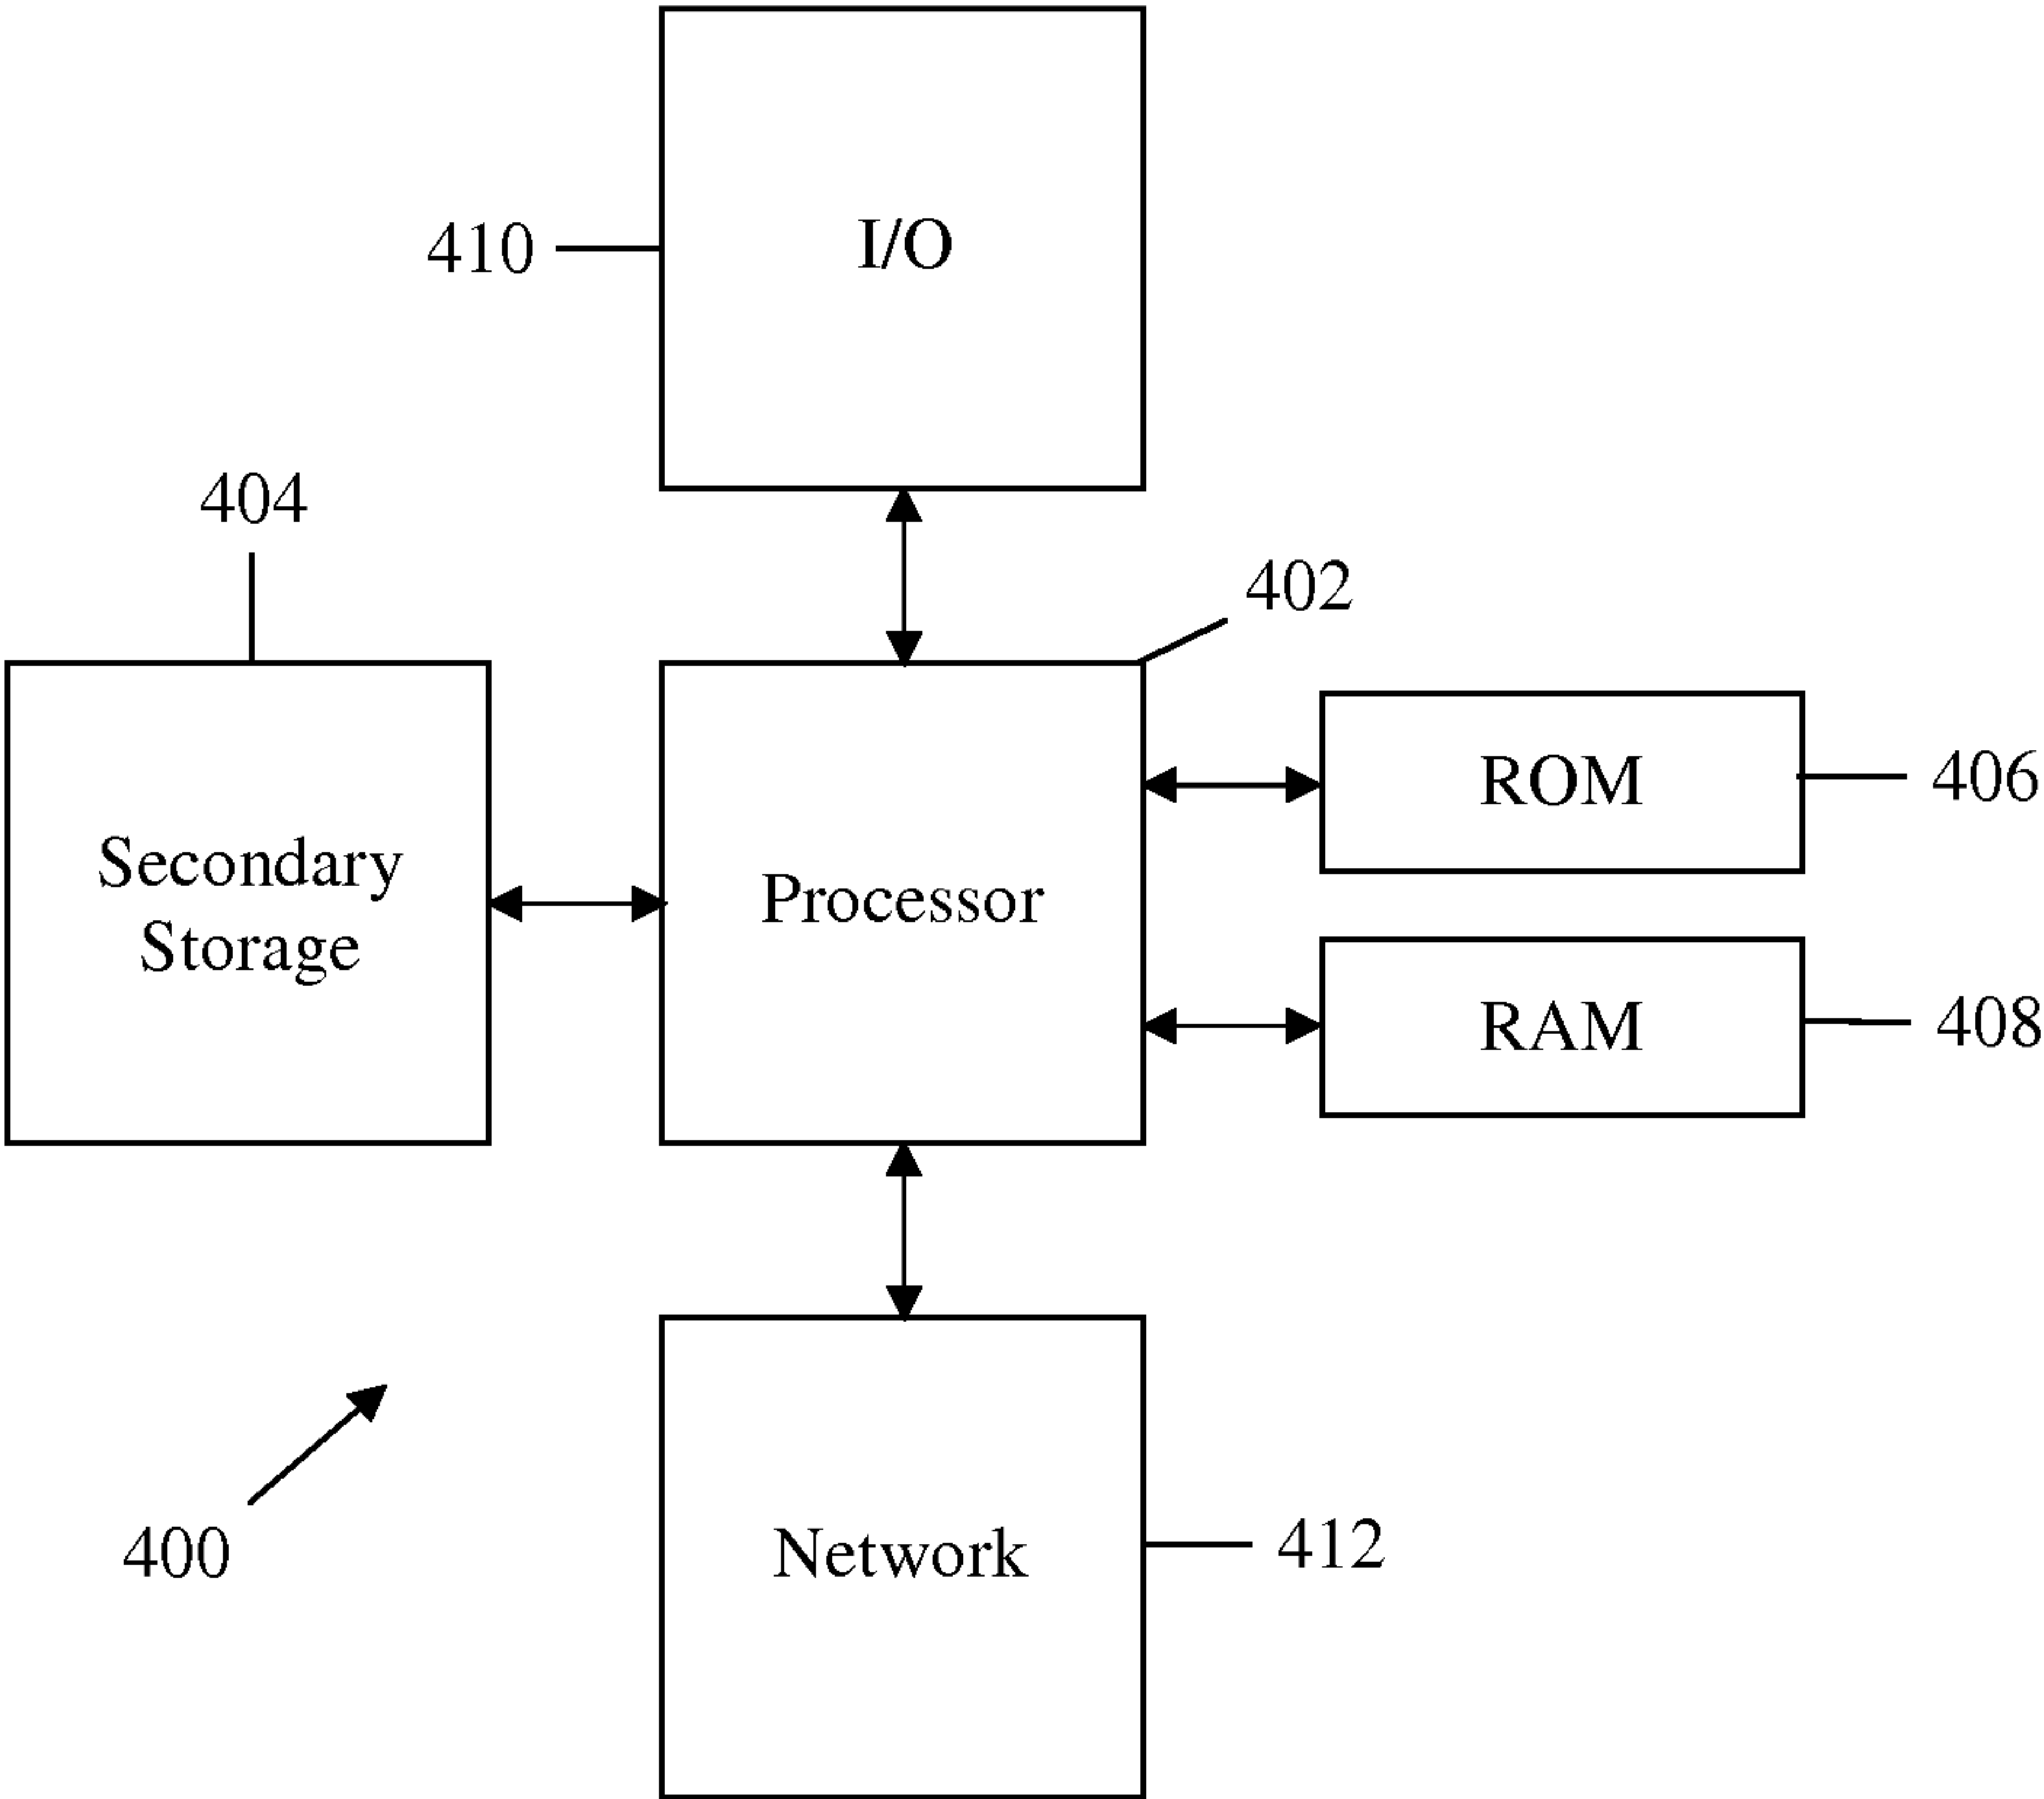 I/O
410
404
402
ROM
406
Secondary
Storage
Processor
RAM
408
400
Network
412